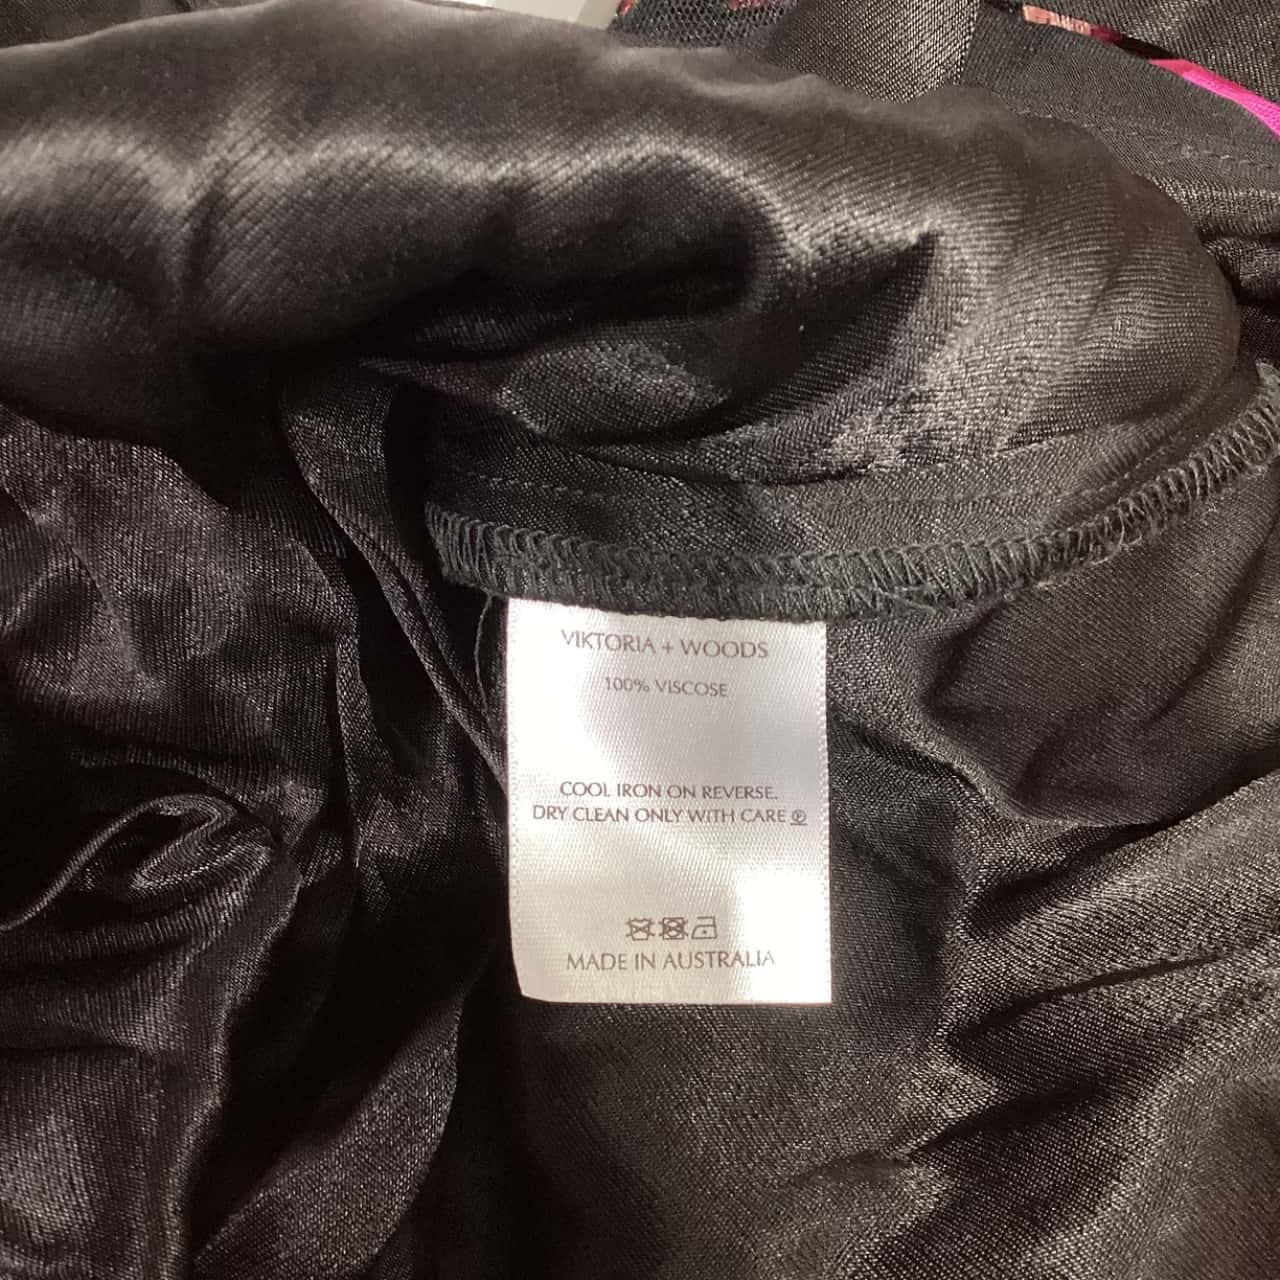 VIKTORIA + WOODS
100% VISCOSE
COOL IRON ON REVERSE.
DRY CLEAN ONLY WITH CARE Ⓟ
MADE IN AUSTRALIA